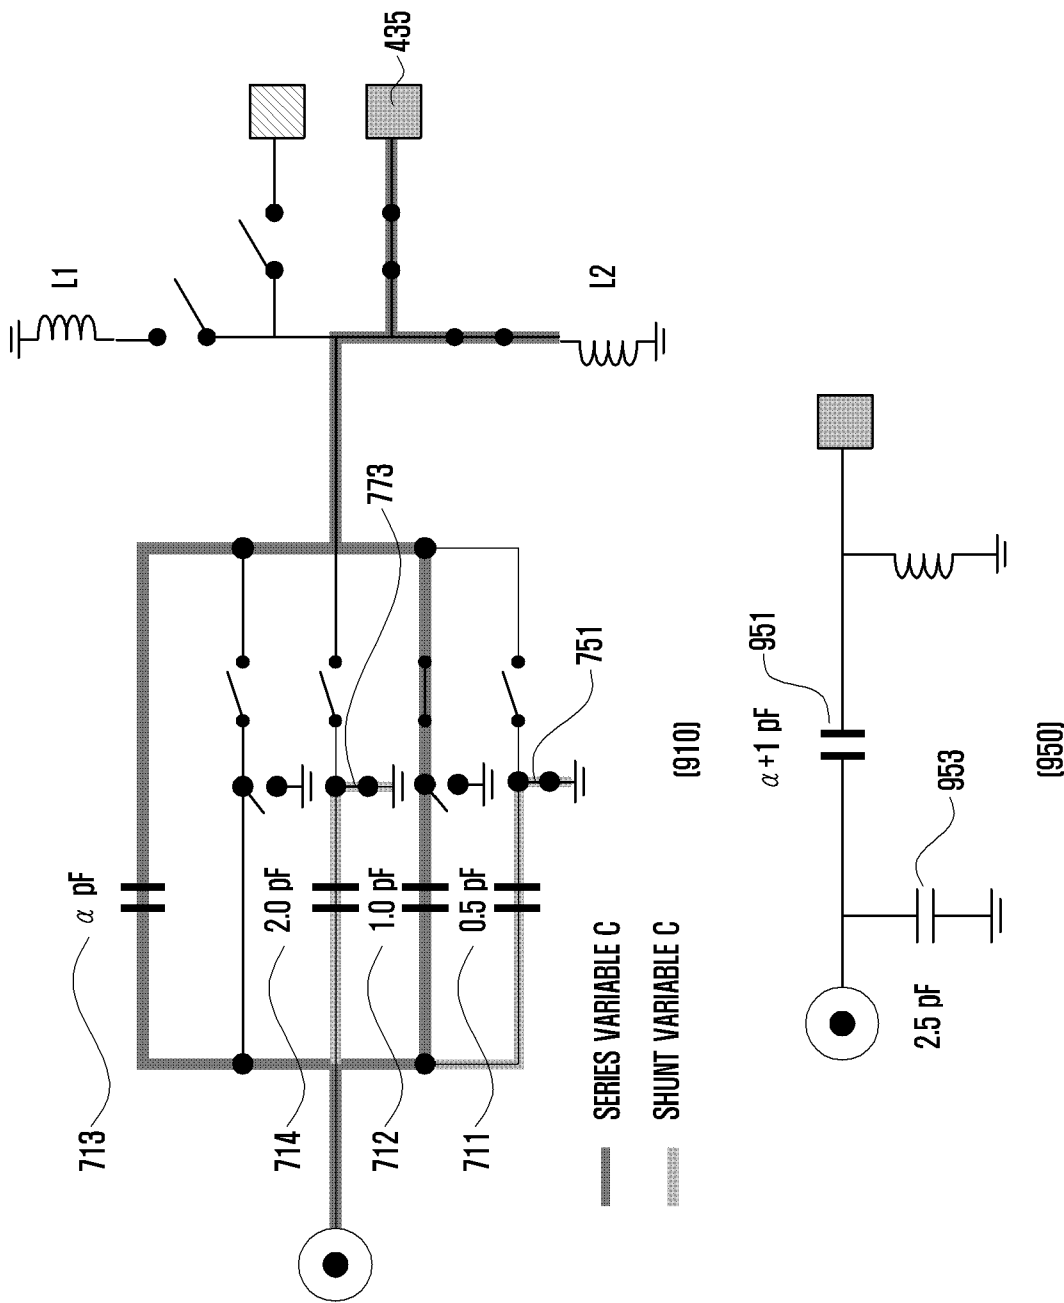 L1
435
L2
773
751
α pF
2.0 pF
1.0 pF
0.5 pF
713
714
712
711
SERIES VARIABLE C
SHUNT VARIABLE C
(910)
951
α+1 pF
953
2.5 pF
(950)